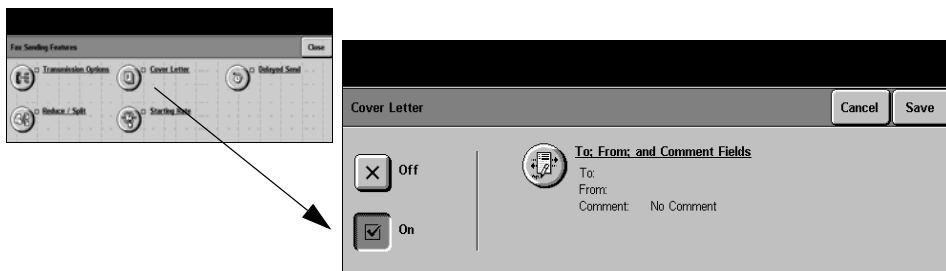 Fax Sending Features
Close
Transmission Options
Cover Letter
Delayed Send
Reduce / Split
Starting Rate
Cover Letter
Cancel
Save
Off
On
To; From; and Comment Fields
To:
From:
Comment: No Comment